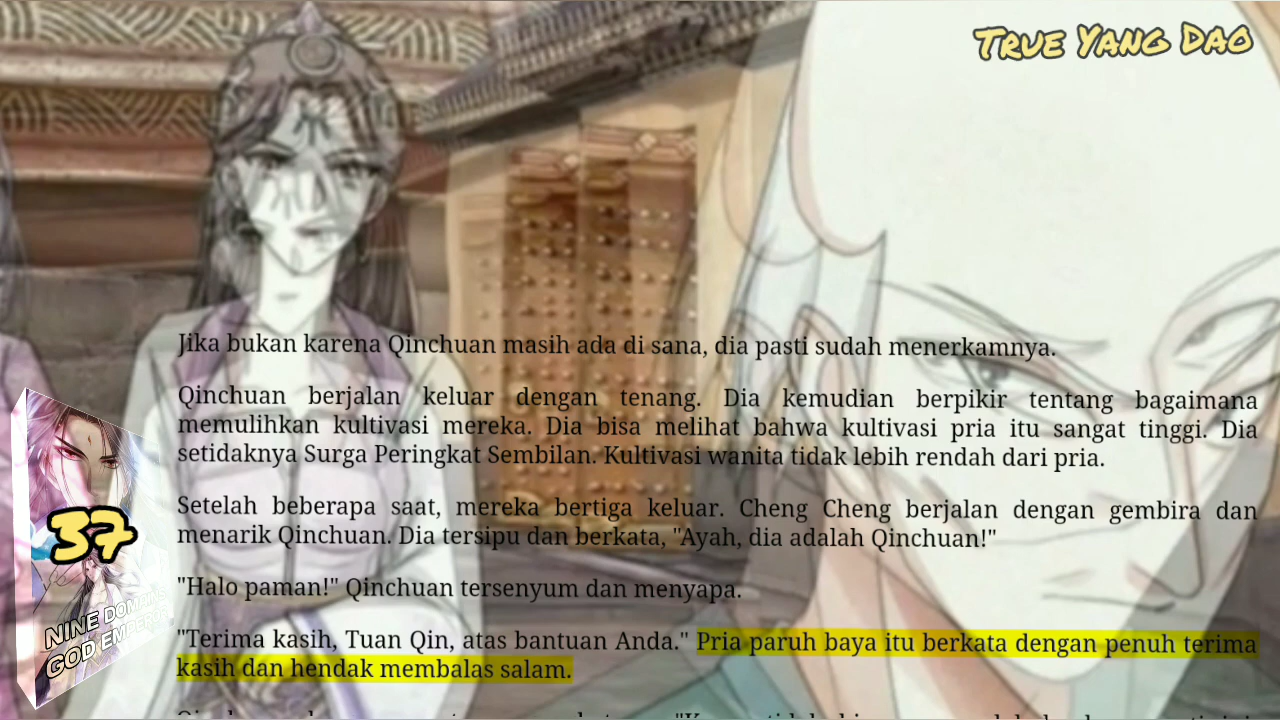 True Yang Dao
Jika bukan karena Qinchuan masih ada di sana, dia pasti sudah menerkamnya.
Qinchuan berjalan keluar dengan tenang. Dia kemudian berpikir tentang bagaimana
memulihkan kultivasi mereka. Dia bisa melihat bahwa kultivasi pria itu sangat tinggi. Dia
setidaknya Surga Peringkat Sembilan. Kultivasi wanita tidak lebih rendah dari pria.
Setelah beberapa saat, mereka bertiga keluar. Cheng Cheng berjalan dengan gembira dan
menarik Qinchuan. Dia tersipu dan berkata, "Ayah, dia adalah Qinchuan!"
"Halo paman!" Qinchuan tersenyum dan menyapa.
"Terima kasih, Tuan Qin, atas bantuan Anda." Pria paruh baya itu berkata dengan penuh terima
kasih dan hendak membalas salam.
37
NINE DOMAINS
GOD EMPEROR